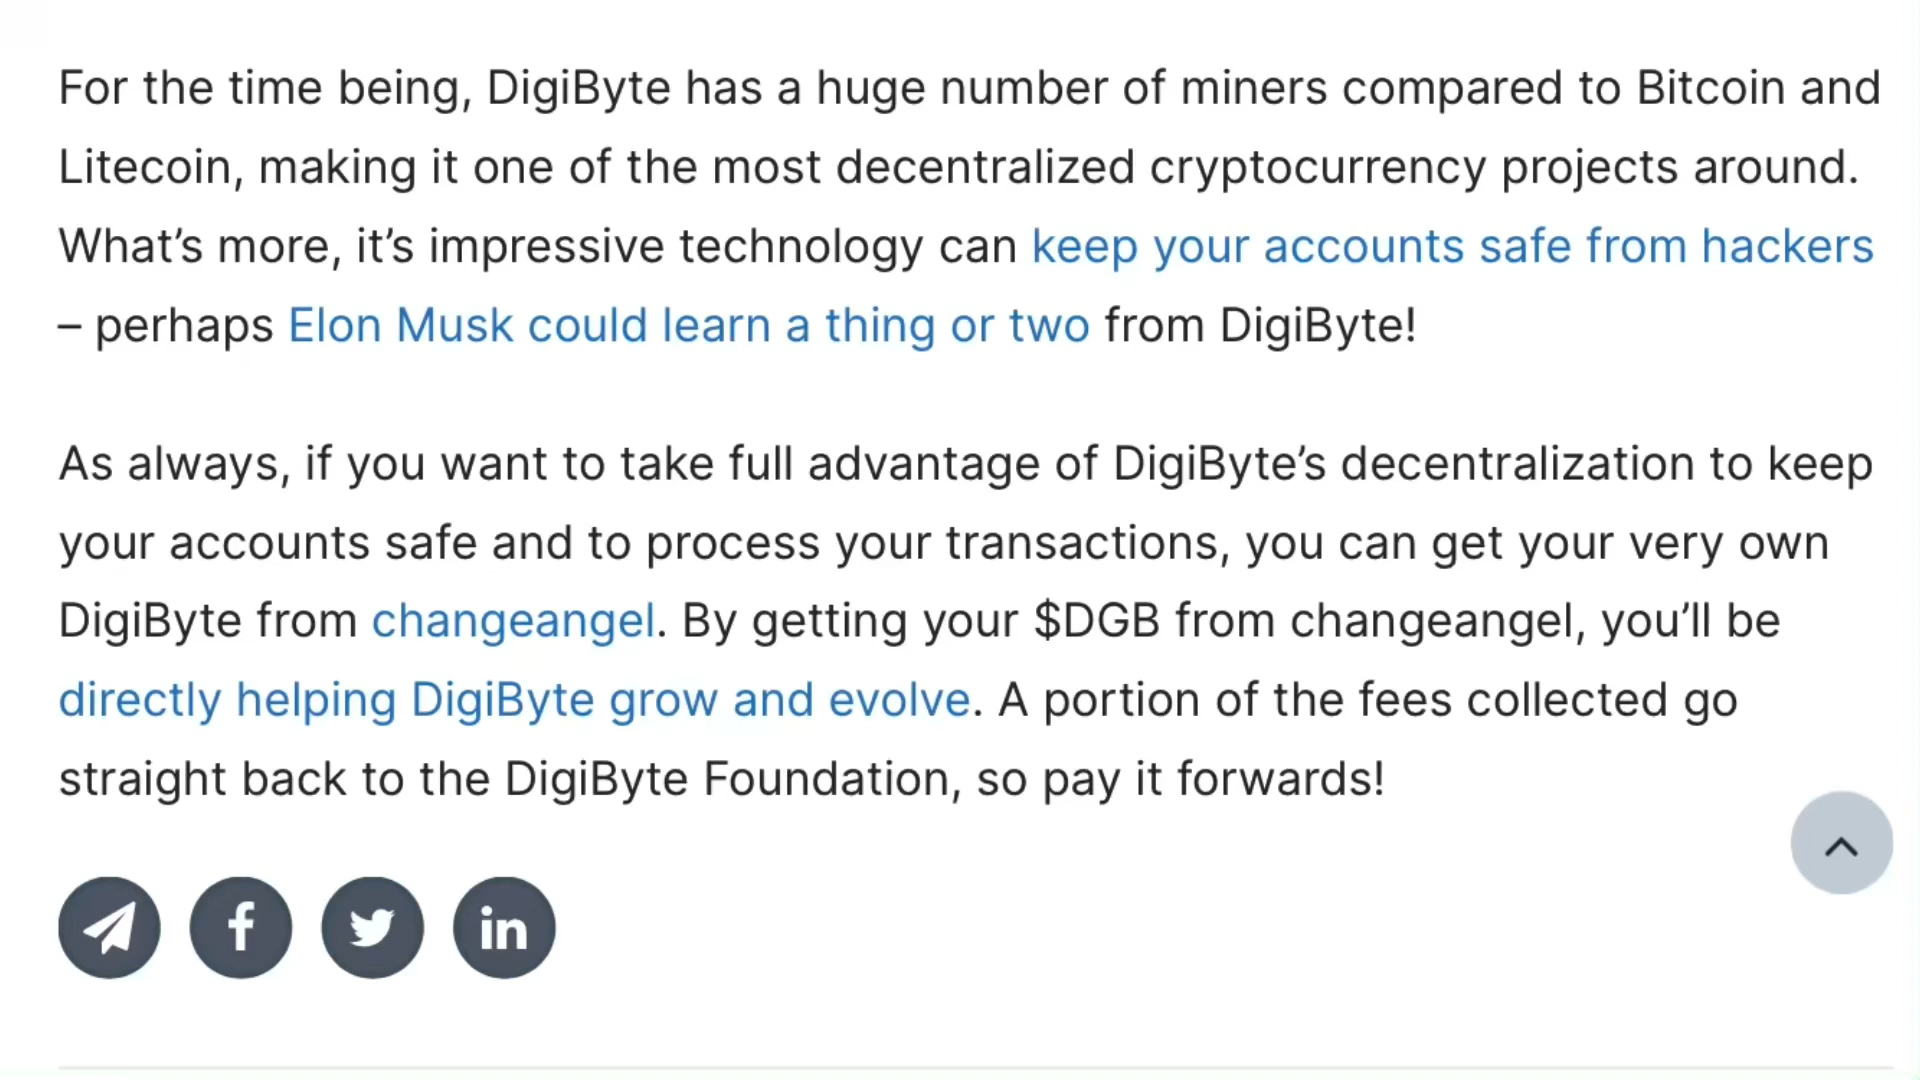 For the time being, DigiByte has a huge number of miners compared to Bitcoin and
Litecoin, making it one of the most decentralized cryptocurrency projects around.
What’s more, it’s impressive technology can keep your accounts safe from hackers
– perhaps Elon Musk could learn a thing or two from DigiByte!
As always, if you want to take full advantage of DigiByte’s decentralization to keep
your accounts safe and to process your transactions, you can get your very own
DigiByte from changeangel. By getting your $DGB from changeangel, you’ll be
directly helping DigiByte grow and evolve. A portion of the fees collected go
straight back to the DigiByte Foundation, so pay it forwards!